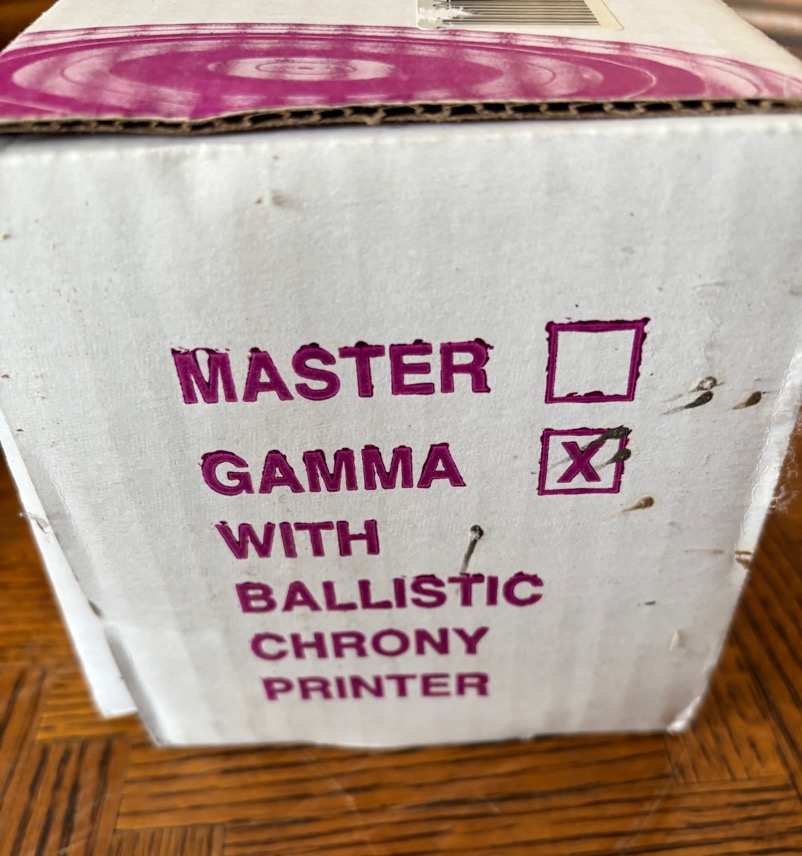 MASTER
GAMMA X
WITH
BALLISTIC
CHRONY
PRINTER